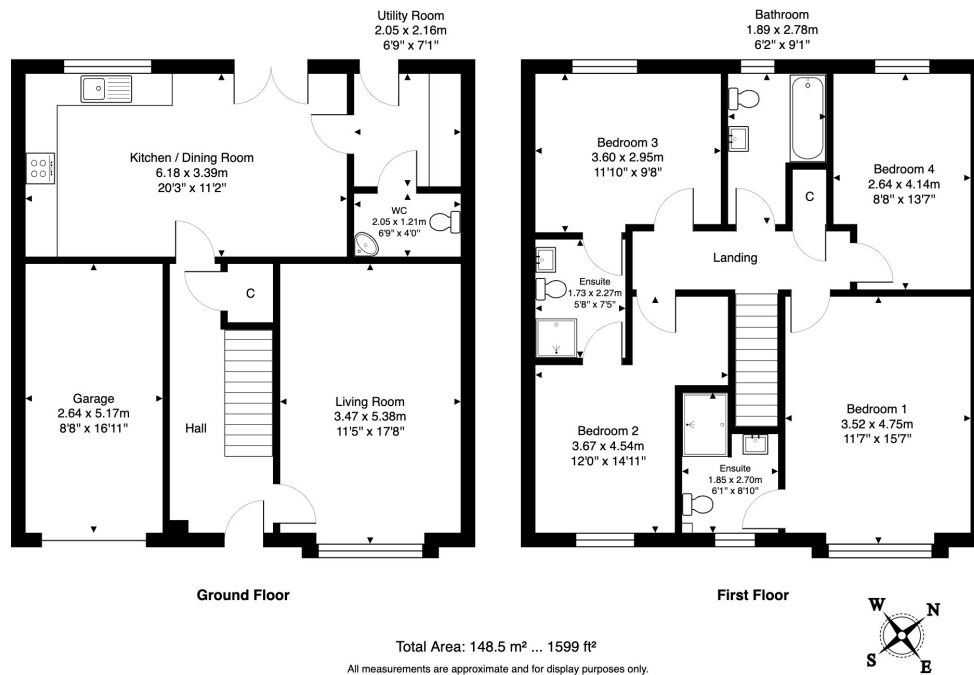 Utility Room
2.05 x 2.16m
6'9" x 7'1"
Bathroom
1.89 x 2.78m
6'2" x 9'1"
Kitchen / Dining Room
6.18 x 3.39m
20'3" x 11'2"
WC
2.05 x 1.21m
6'9" x 4'0"
C
Garage
2.64 x 5.17m
8'8" x 16'11"
Hall
Living Room
3.47 x 5.38m
11'5" x 17'8"
Bedroom 3
3.60 x 2.95m
11'10" x 9'8"
Bedroom 4
2.64 x 4.14m
8'8" x 13'7"
C
Landing
Ensuite
1.73 x 2.27m
5'8" x 7'5"
Bedroom 2
3.67 x 4.54m
12'0" x 14'11"
Ensuite
1.85 x 2.70m
6'1" x 8'10"
Bedroom 1
3.52 x 4.75m
11'7" x 15'7"
Ground Floor
First Floor
W N
S E
Total Area: 148.5 m² ... 1599 ft²
All measurements are approximate and for display purposes only.